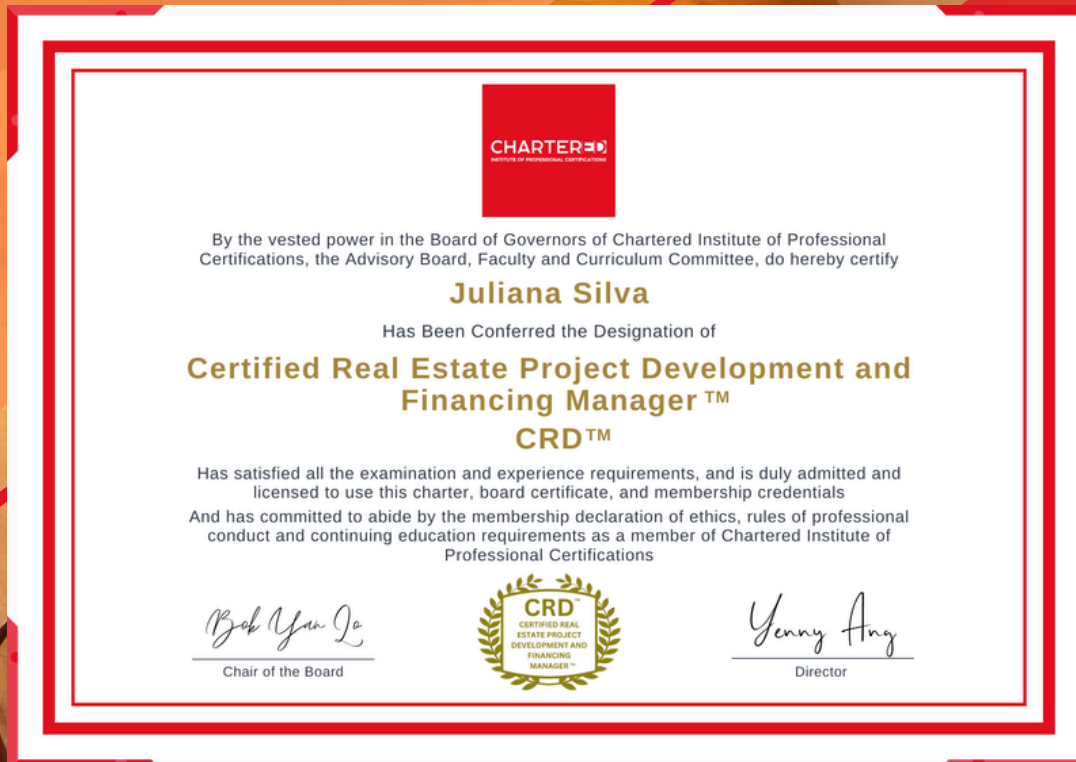 CHARTERED
INSTITUTE OF PROFESSIONAL CERTIFICATIONS
By the vested power in the Board of Governors of Chartered Institute of Professional
Certifications, the Advisory Board, Faculty and Curriculum Committee, do hereby certify
Juliana Silva
Has Been Conferred the Designation of
Certified Real Estate Project Development and
Financing Manager™
CRD™
Has satisfied all the examination and experience requirements, and is duly admitted and
licensed to use this charter, board certificate, and membership credentials
And has committed to abide by the membership declaration of ethics, rules of professional
conduct and continuing education requirements as a member of Chartered Institute of
Professional Certifications
Bok Yan Lo
Chair of the Board
CRD™
CERTIFIED REAL
ESTATE PROJECT
DEVELOPMENT AND
FINANCING
MANAGER™
Yenny Ang
Director